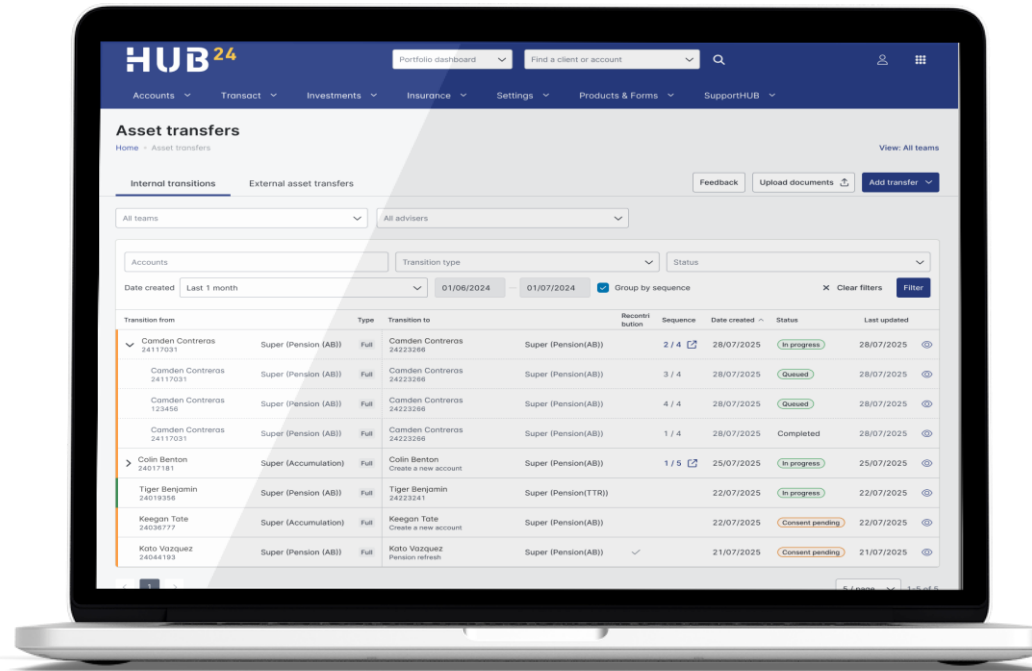 HUB24
Portfolio dashboard
Find a client or account
Accounts Transact Investments Insurance Settings Products & Forms SupportHUB
Asset transfers
Home Asset transfers
View: All teams
Internal transitions External asset transfers
Feedback Upload documents Add transfer
All teams All advisers
Accounts Transition type Status
Date created Last 1 month 01/06/2024 – 01/07/2024 Group by sequence × Clear filters Filter
Transition from Type Transition to Recontribution Sequence Date created Status Last updated
Camden Contreras Super (Pension (AB)) Full Camden Contreras Super (Pension(AB)) 2 / 4 28/07/2025 In progress 28/07/2025
24117031 24223266
Camden Contreras Super (Pension (AB)) Full Camden Contreras Super (Pension(AB)) 3 / 4 28/07/2025 Queued 28/07/2025
24117031 24223266
Camden Contreras Super (Pension (AB)) Full Camden Contreras Super (Pension(AB)) 4 / 4 28/07/2025 Queued 28/07/2025
123456 24223266
Camden Contreras Super (Pension (AB)) Full Camden Contreras Super (Pension(AB)) 1 / 4 28/07/2025 Completed 28/07/2025
24117031 24223266
Colin Benton Super (Accumulation) Full Colin Benton Super (Pension(AB)) 1 / 5 25/07/2025 In progress 25/07/2025
24017181 Create a new account
Tiger Benjamin Super (Pension (AB)) Full Tiger Benjamin Super (Pension(TTR)) 22/07/2025 In progress 22/07/2025
24019356 24223241
Keegan Tate Super (Accumulation) Full Keegan Tate Super (Pension(AB)) 22/07/2025 Consent pending 22/07/2025
24036777 Create a new account
Kato Vazquez Super (Pension (AB)) Full Kato Vazquez Super (Pension(AB)) 21/07/2025 Consent pending 21/07/2025
24044193 Pension refresh
1 5 / page 1-5 of 5